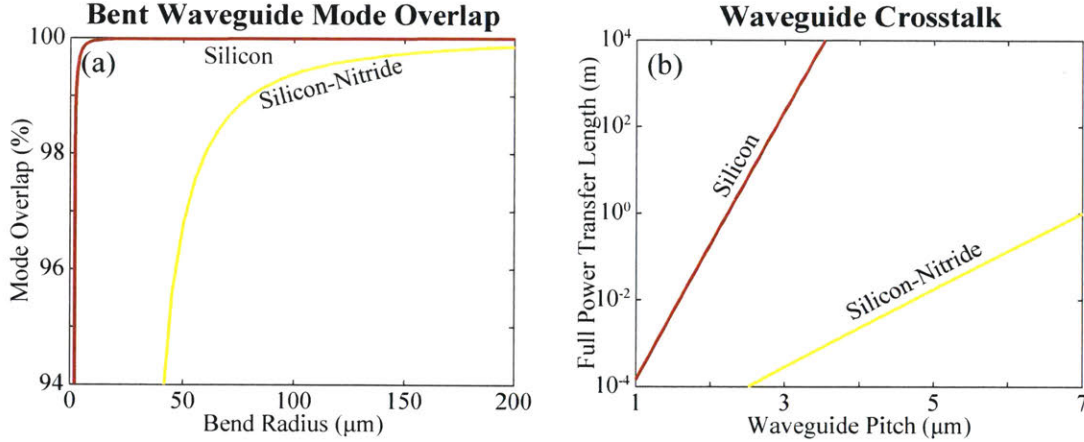 Bent Waveguide Mode Overlap
100
98
96
94
Mode Overlap (%)
(a)
Silicon
Silicon-Nitride
0
50
100
150
200
Bend Radius (μm)
Waveguide Crosstalk
10⁴
10²
10⁰
10⁻²
10⁻⁴
Full Power Transfer Length (m)
(b)
Silicon
Silicon-Nitride
1
3
5
7
Waveguide Pitch (μm)